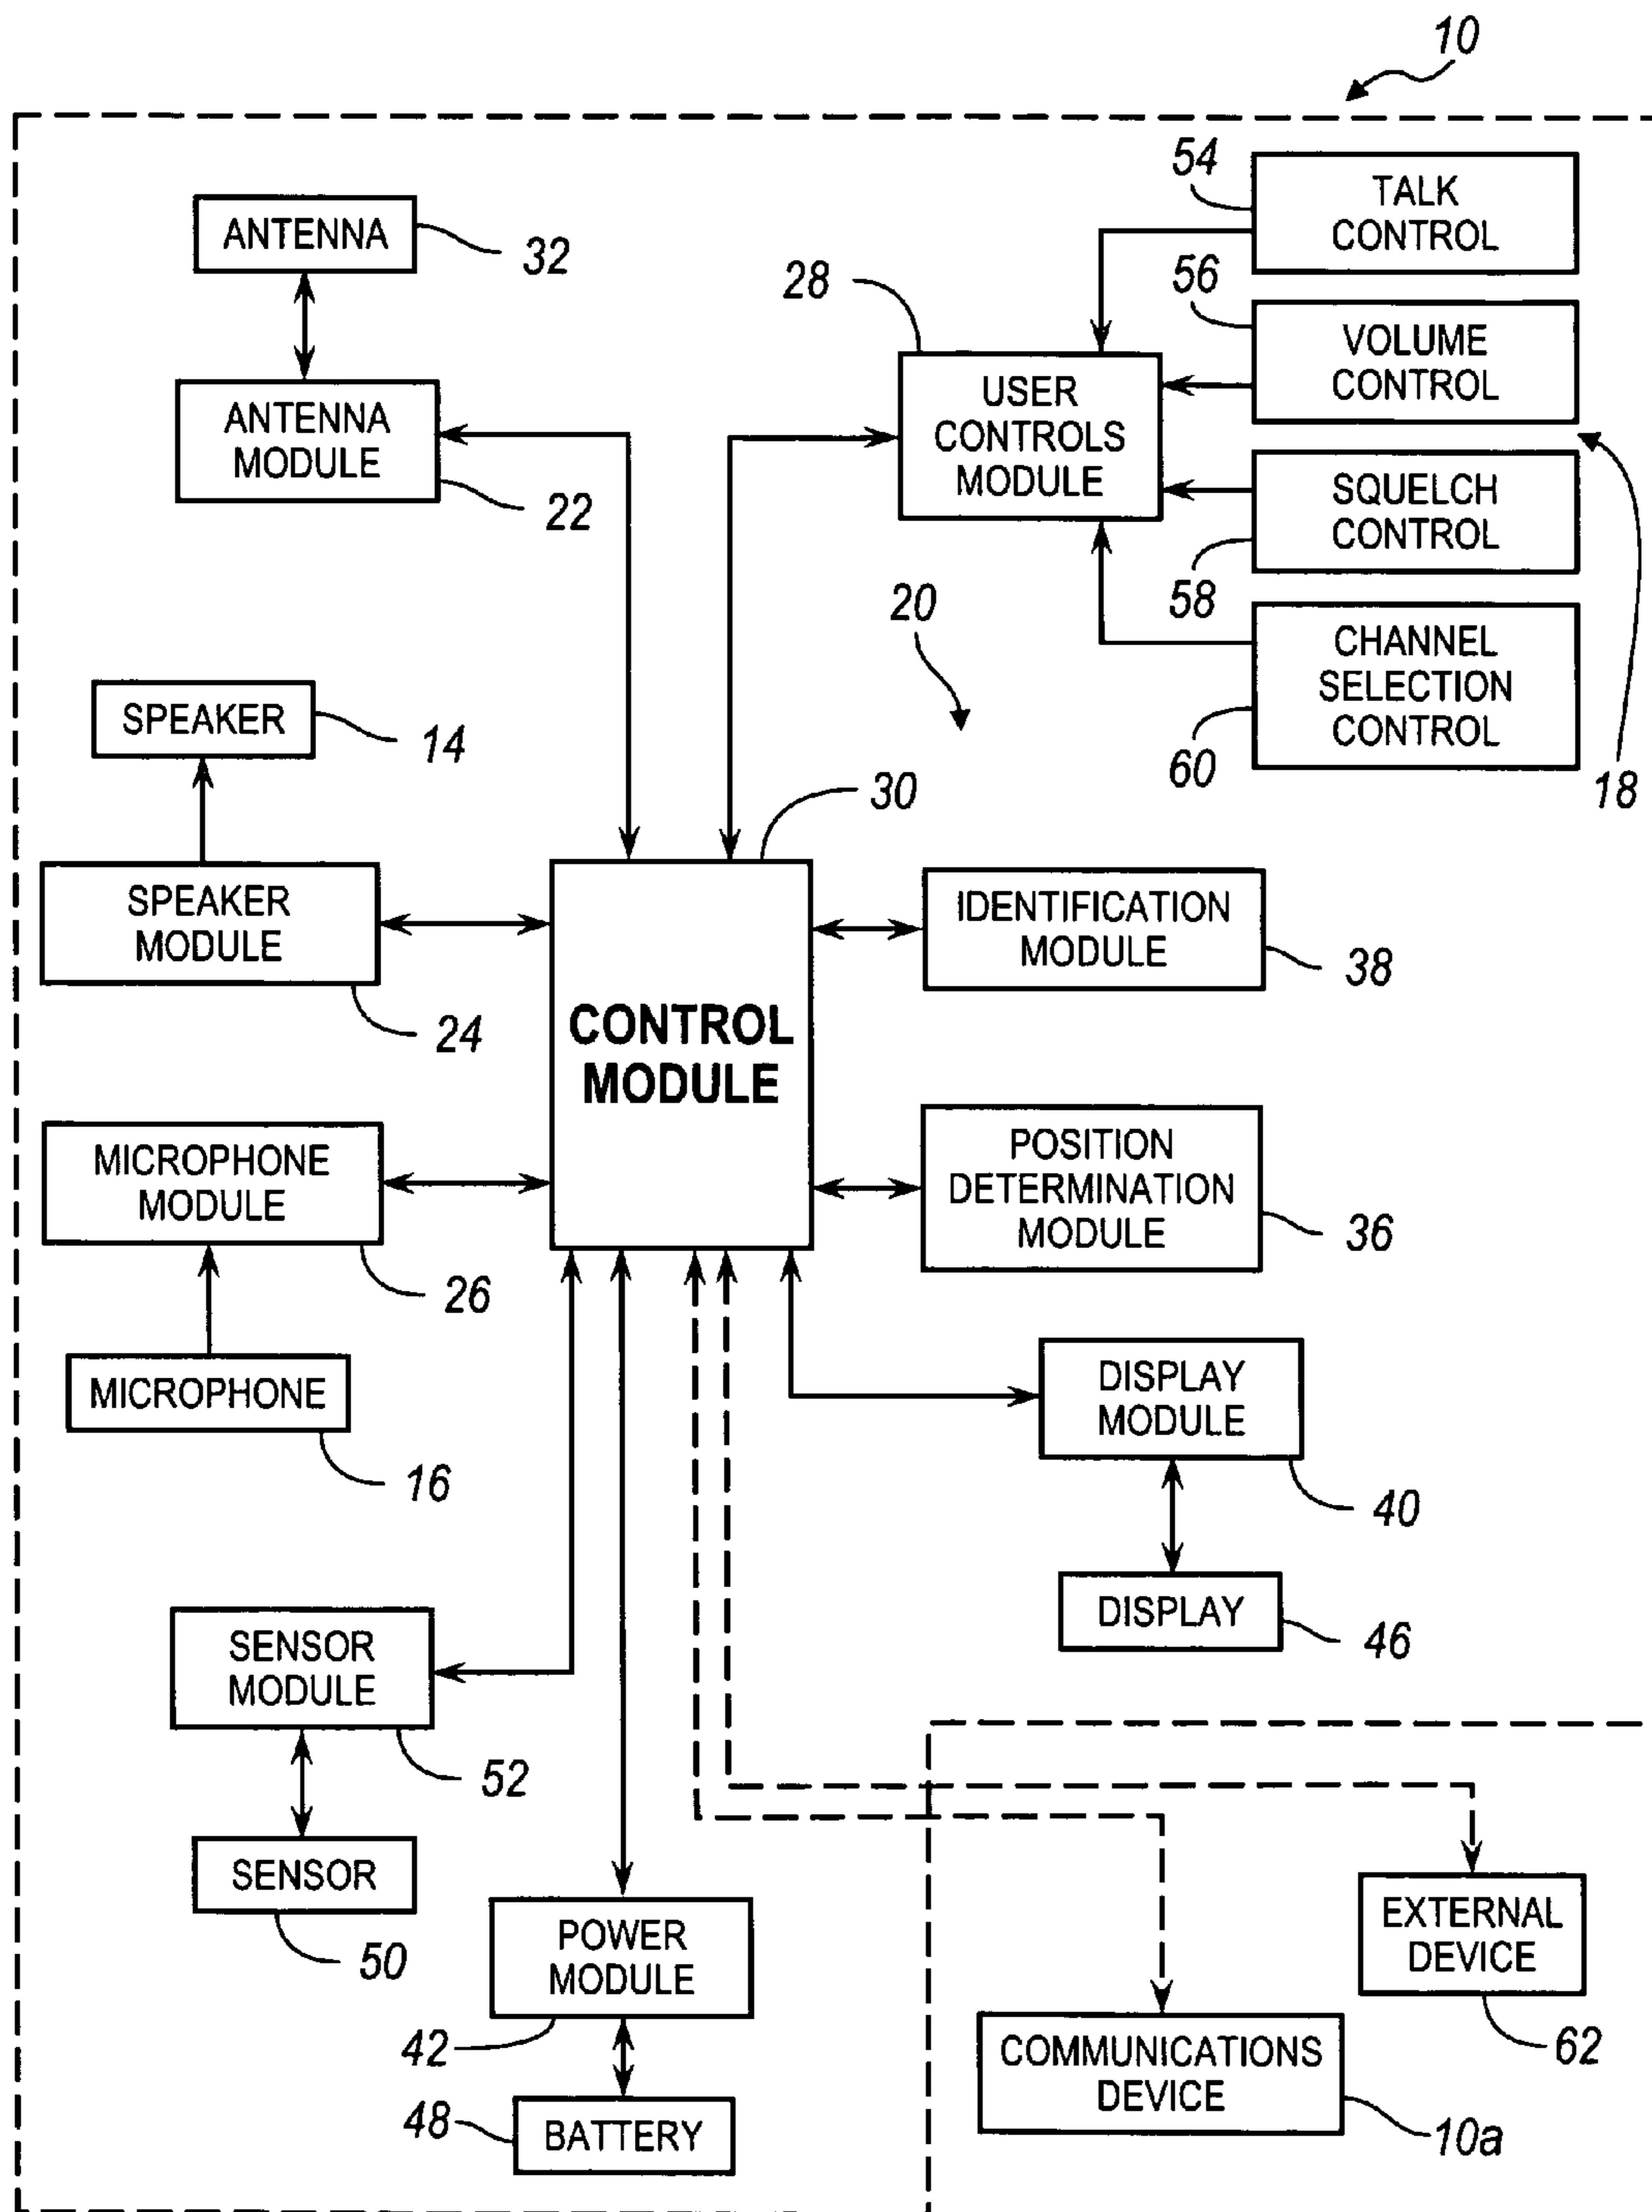 10
54
TALK
CONTROL
ANTENNA
32
28
56
VOLUME
CONTROL
USER
CONTROLS
MODULE
ANTENNA
MODULE
22
SQUELCH
CONTROL
58
20
CHANNEL
SELECTION
CONTROL
60
18
SPEAKER
14
30
SPEAKER
MODULE
24
IDENTIFICATION
MODULE
38
CONTROL
MODULE
MICROPHONE
MODULE
26
POSITION
DETERMINATION
MODULE
36
MICROPHONE
16
DISPLAY
MODULE
40
DISPLAY
46
SENSOR
MODULE
52
SENSOR
50
POWER
MODULE
42
EXTERNAL
DEVICE
62
COMMUNICATIONS
DEVICE
10a
48
BATTERY